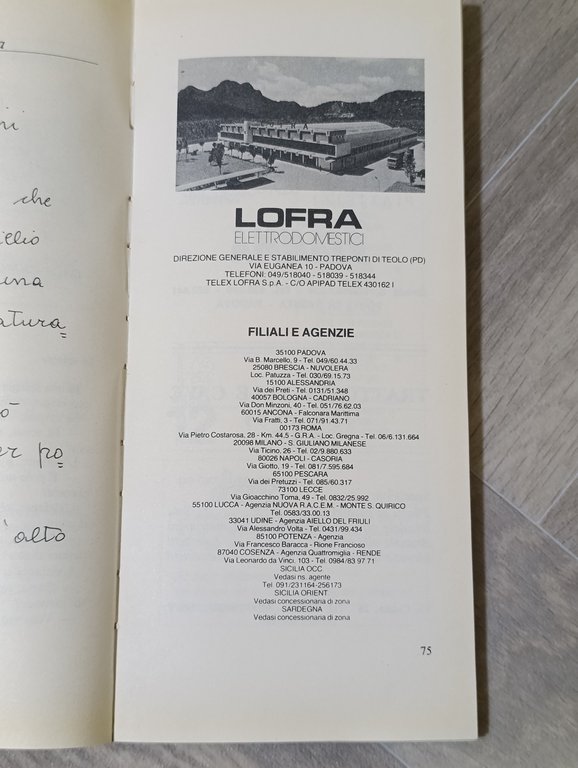 ni
che
una
atura
er po
alto
LOFRA
ELETTRODOMESTICI
DIREZIONE GENERALE E STABILIMENTO TREPONTI DI TEOLO (PD)
VIA EUGANEA 10 - PADOVA
TELEFONI: 049/518040 - 518039 - 518344
TELEX LOFRA S.p.A. - C/O APIPAD TELEX 430162 I
FILIALI E AGENZIE
35100 PADOVA
Via B. Marcello, 9 - Tel. 049/60.44.33
25080 BRESCIA - NUVOLERA
Loc. Patuzza - Tel. 030/69.15.73
15100 ALESSANDRIA
Via dei Preti - Tel. 0131/51.348
40057 BOLOGNA - CADRIANO
Via Don Minzoni, 40 - Tel. 051/76.62.03
60015 ANCONA - Falconara Marittima
Via Fratti, 3 - Tel. 071/91.43.71
00173 ROMA
Via Pietro Costarosa, 28 - Km. 44,5 - G.R.A. - Loc. Gregna - Tel. 06/6.131.664
20098 MILANO - S. GIULIANO MILANESE
Via Ticino, 26 - Tel. 02/9.880.633
80026 NAPOLI - CASORIA
Via Giotto, 19 - Tel. 081/7.595.684
65100 PESCARA
Via dei Pretuzzi - Tel. 085/60.317
73100 LECCE
Via Gioacchino Toma, 49 - Tel. 0832/25.992
55100 LUCCA - Agenzia NUOVA R.A.C.E.M. - MONTE S. QUIRICO
Tel. 0583/33.00.13
33041 UDINE - Agenzia AIELLO DEL FRIULI
Via Alessandro Volta - Tel. 0431/99.434
85100 POTENZA - Agenzia
Via Francesco Baracca - Rione Francioso
87040 COSENZA - Agenzia Quattromiglia - RENDE
Via Leonardo da Vinci, 103 - Tel. 0984/83 97 71
SICILIA OCC
Vedasi ns. agente
Tel. 091/231164-256173
SICILIA ORIENT
Vedasi concessionaria di zona
SARDEGNA
Vedasi concessionaria di zona
75